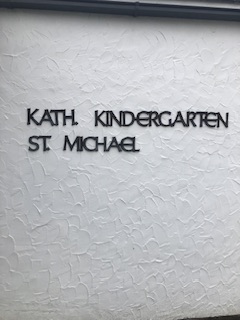 KATH. KINDERGARTEN
ST. MICHAEL